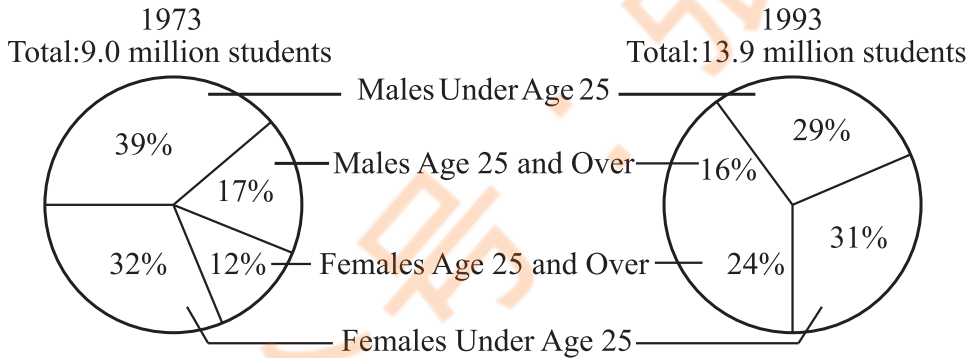 1973
Total:9.0 million students
1993
Total:13.9 million students
Males Under Age 25
39%
29%
Males Age 25 and Over
17%
16%
32%
12%
Females Age 25 and Over
24%
31%
Females Under Age 25